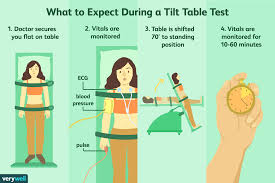 What to Expect During a Tilt Table Test
1. Doctor secures
you flat on table
2. Vitals are
monitored
ECG
blood
pressure
pulse
3. Table is shifted
70° to standing
position
4. Vitals are
monitored for
10-60 minutes
verywell